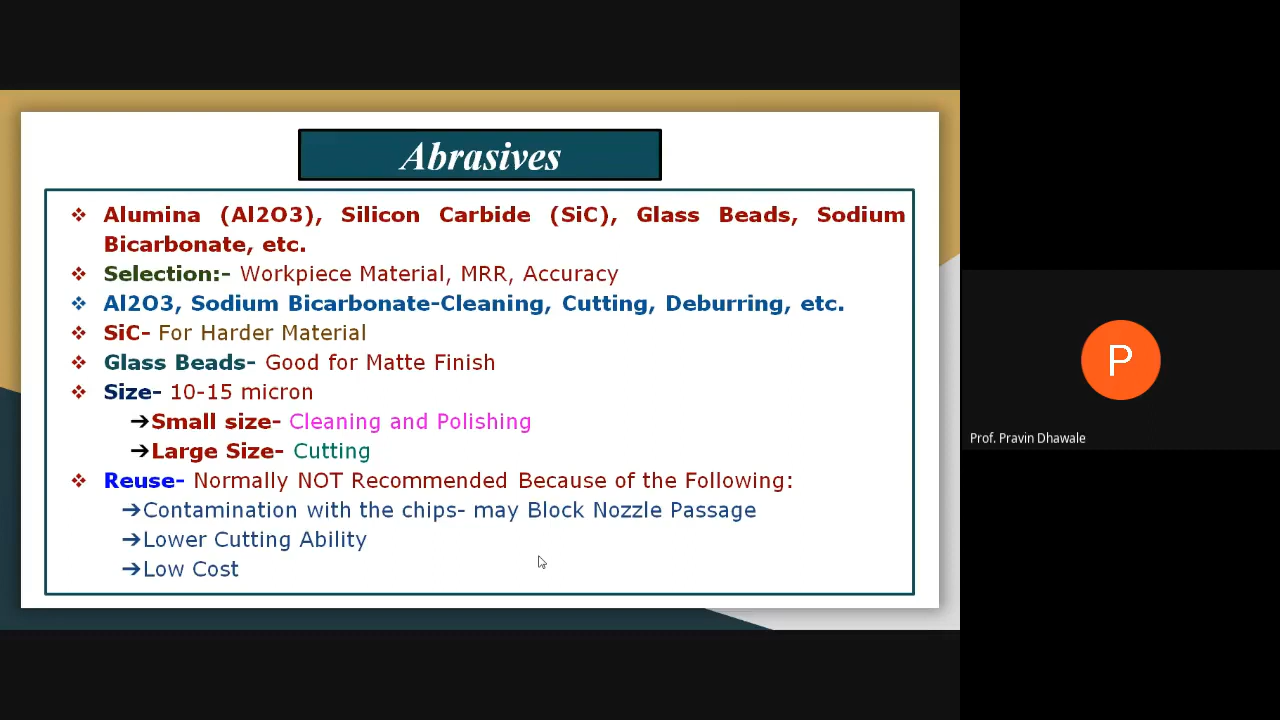 Abrasives
❖ Alumina (Al2O3), Silicon Carbide (SiC), Glass Beads, Sodium
Bicarbonate, etc.
❖ Selection:- Workpiece Material, MRR, Accuracy
❖ Al2O3, Sodium Bicarbonate-Cleaning, Cutting, Deburring, etc.
❖ SiC- For Harder Material
❖ Glass Beads- Good for Matte Finish
❖ Size- 10-15 micron
➔Small size- Cleaning and Polishing
➔Large Size- Cutting
❖ Reuse- Normally NOT Recommended Because of the Following:
➔Contamination with the chips- may Block Nozzle Passage
➔Lower Cutting Ability
➔Low Cost
P
Prof. Pravin Dhawale